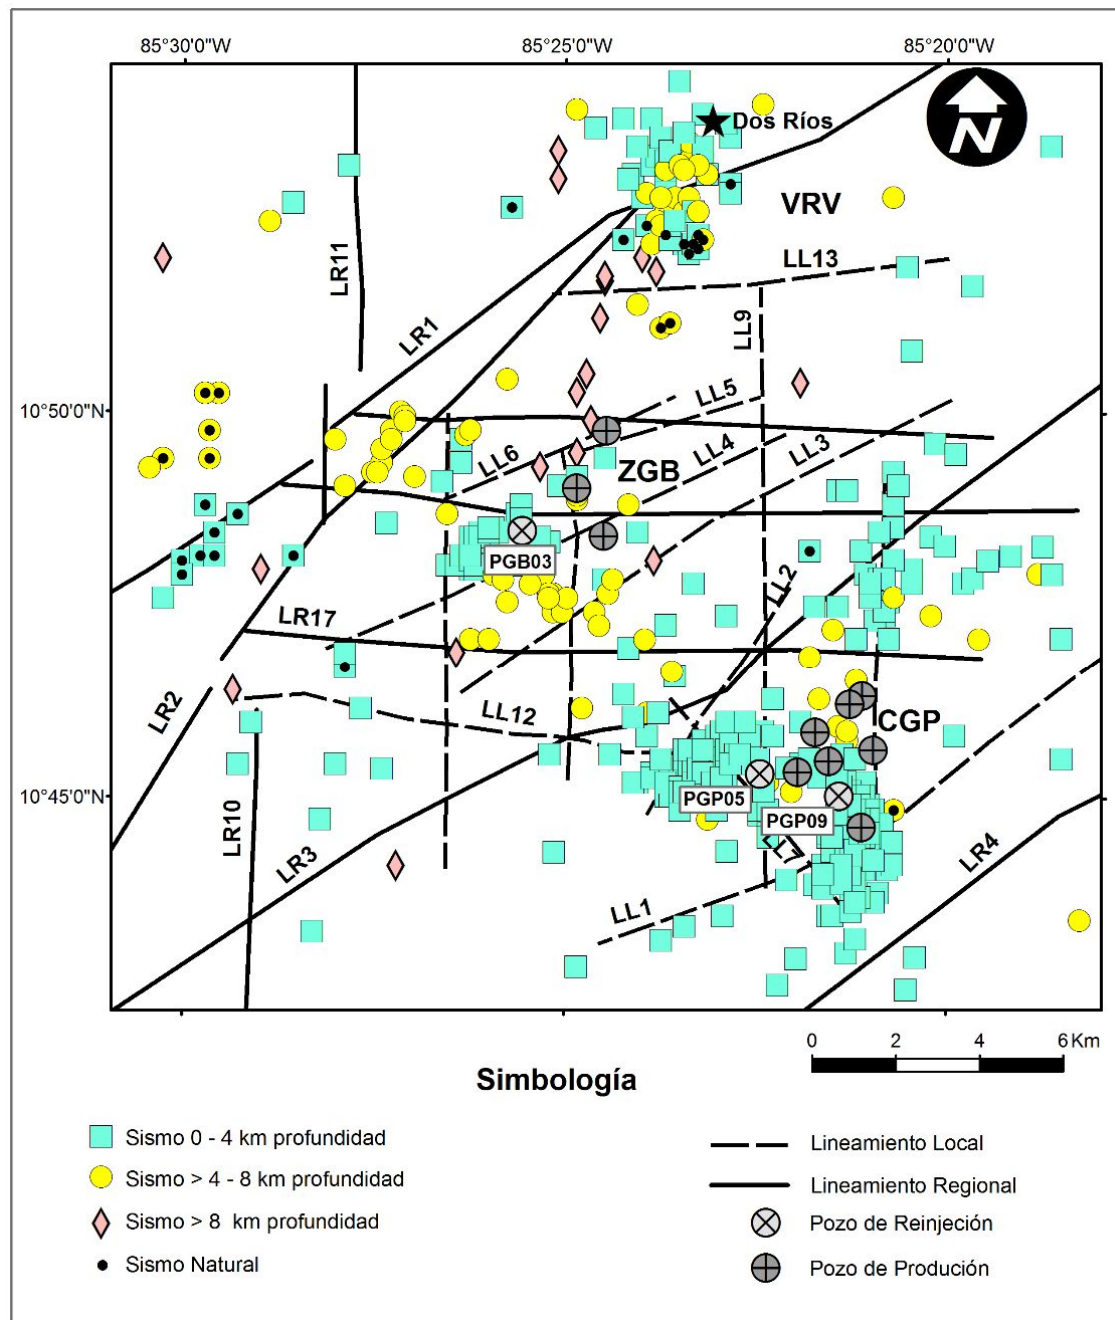 85°30'0"W 85°25'0"W 85°20'0"W
N
Dos Ríos
VRV
LR11
LL13
LR1
LL9
10°50'0"N
LL5
LL6
LL4
LL3
ZGB
PGB03
LL2
LR17
LR2
LL12
CGP
10°45'0"N
PGP05
PGP09
LR10
LR3
LL7
LR4
LL1
0 2 4 6 Km
Simbología
Sismo 0 - 4 km profundidad
Sismo > 4 - 8 km profundidad
Sismo > 8 km profundidad
Sismo Natural
Lineamiento Local
Lineamiento Regional
Pozo de Reinjeción
Pozo de Produción